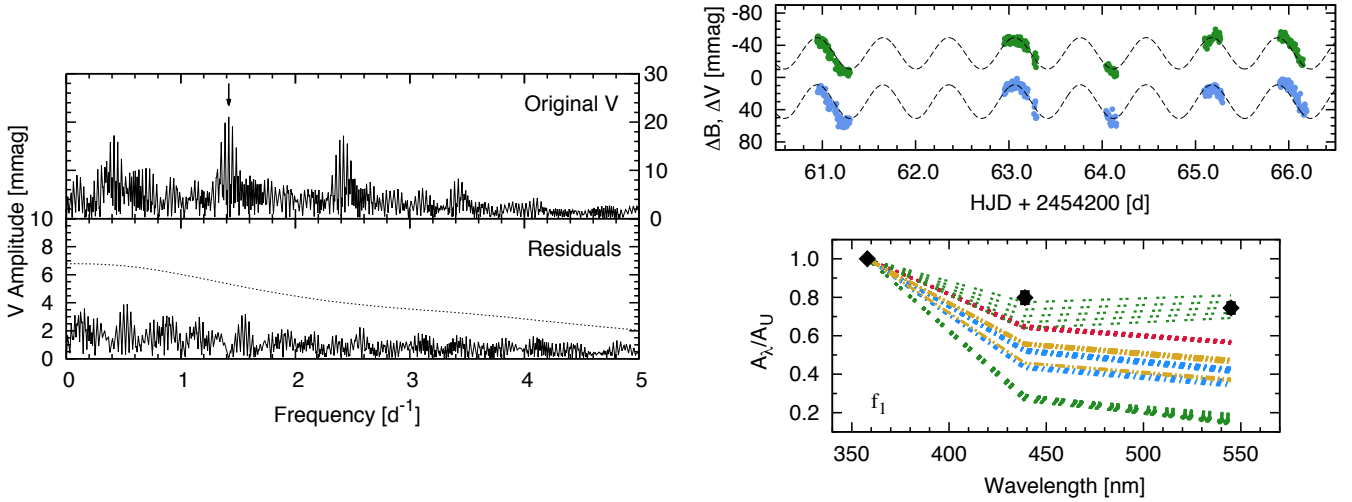 Original V
30
20
10
0
Residuals
10
8
6
4
2
0
V Amplitude [mmag]
0 1 2 3 4 5
Frequency [d⁻¹]
-80
-40
0
40
80
ΔB, ΔV [mmag]
61.0 62.0 63.0 64.0 65.0 66.0
HJD + 2454200 [d]
1.0
0.8
0.6
0.4
0.2
A_λ/A_U
f₁
350 400 450 500 550
Wavelength [nm]